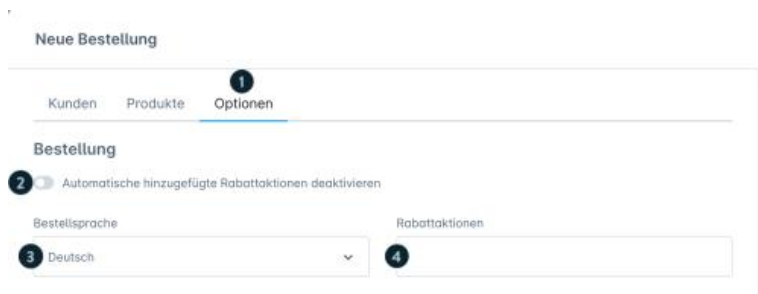 Neue Bestellung
1
Kunden Produkte Optionen
Bestellung
2 Automatische hinzugefügte Rabattaktionen deaktivieren
Bestellsprache Rabattaktionen
3 Deutsch 4